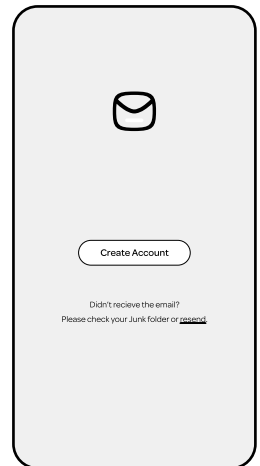 Create Account
Didn't recieve the email?
Please check your Junk folder or resend.